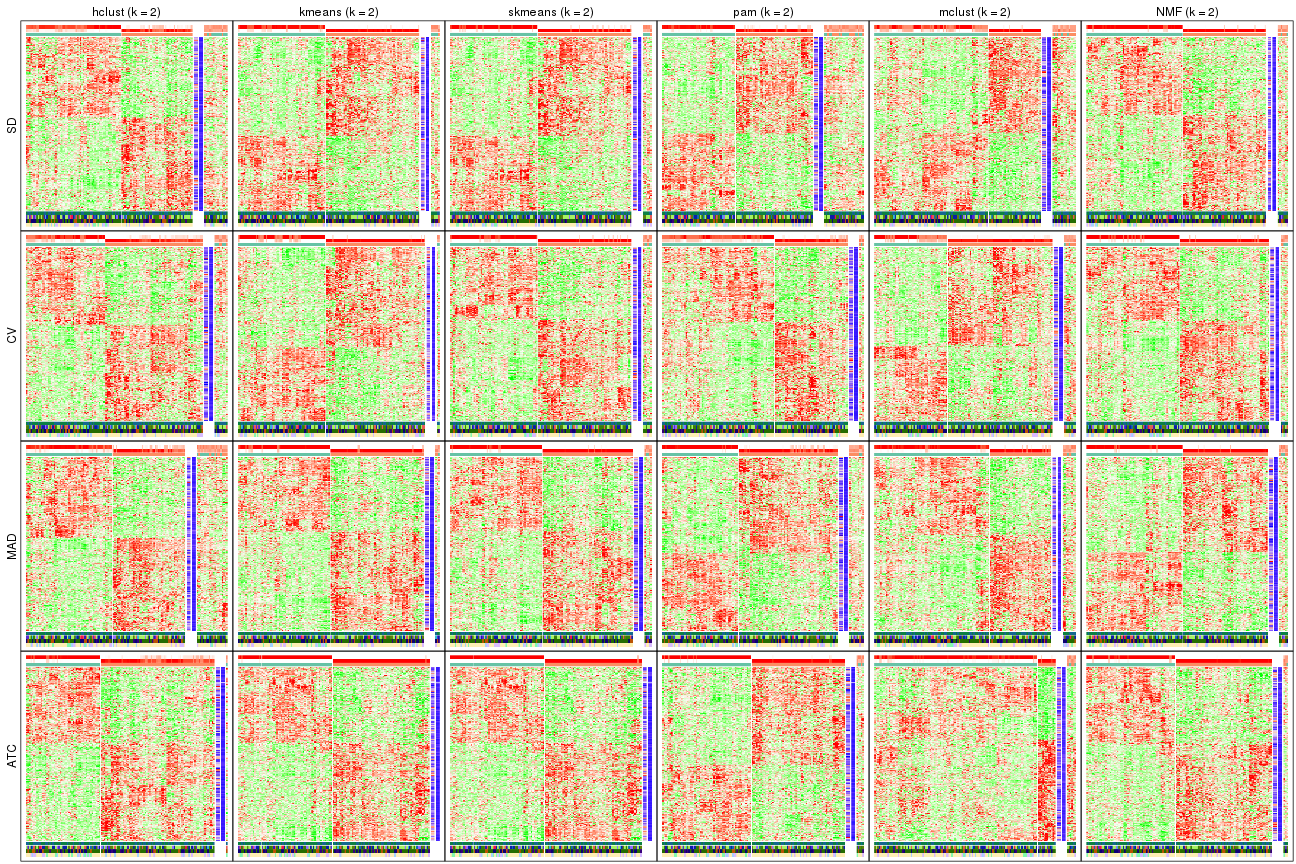 hclust (k = 2) kmeans (k = 2) skmeans (k = 2) pam (k = 2) mclust (k = 2) NMF (k = 2)
SD
CV
MAD
ATC